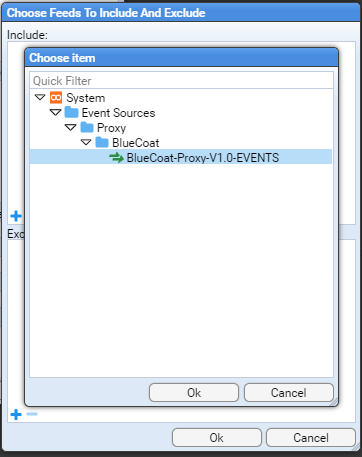 Choose Feeds To Include And Exclude
Include:
Choose item
Quick Filter
System
Event Sources
Proxy
BlueCoat
BlueCoat-Proxy-V1.0-EVENTS
Exc
Ok Cancel
Ok Cancel